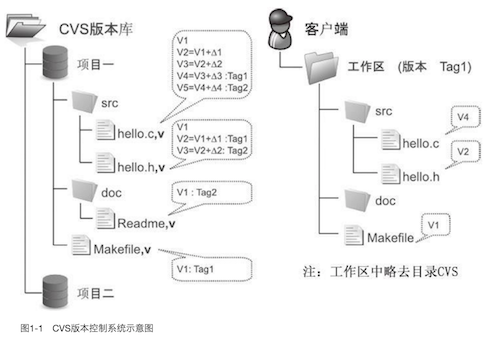 CVS版本库
项目一
V1
V2=V1+Δ1
V3=V2+Δ2
V4=V3+Δ3 :Tag1
V5=V4+Δ4 :Tag2
src
hello.c,v
V1
V2=V1+Δ1 :Tag1
V3=V2+Δ2: Tag2
hello.h,v
doc
V1 : Tag2
Readme,v
Makefile,v
V1: Tag1
项目二
客户端
工作区 (版本 Tag1)
src
V4
hello.c
V2
hello.h
doc
V1
Makefile
注：工作区中略去目录CVS
图1-1 CVS版本控制系统示意图